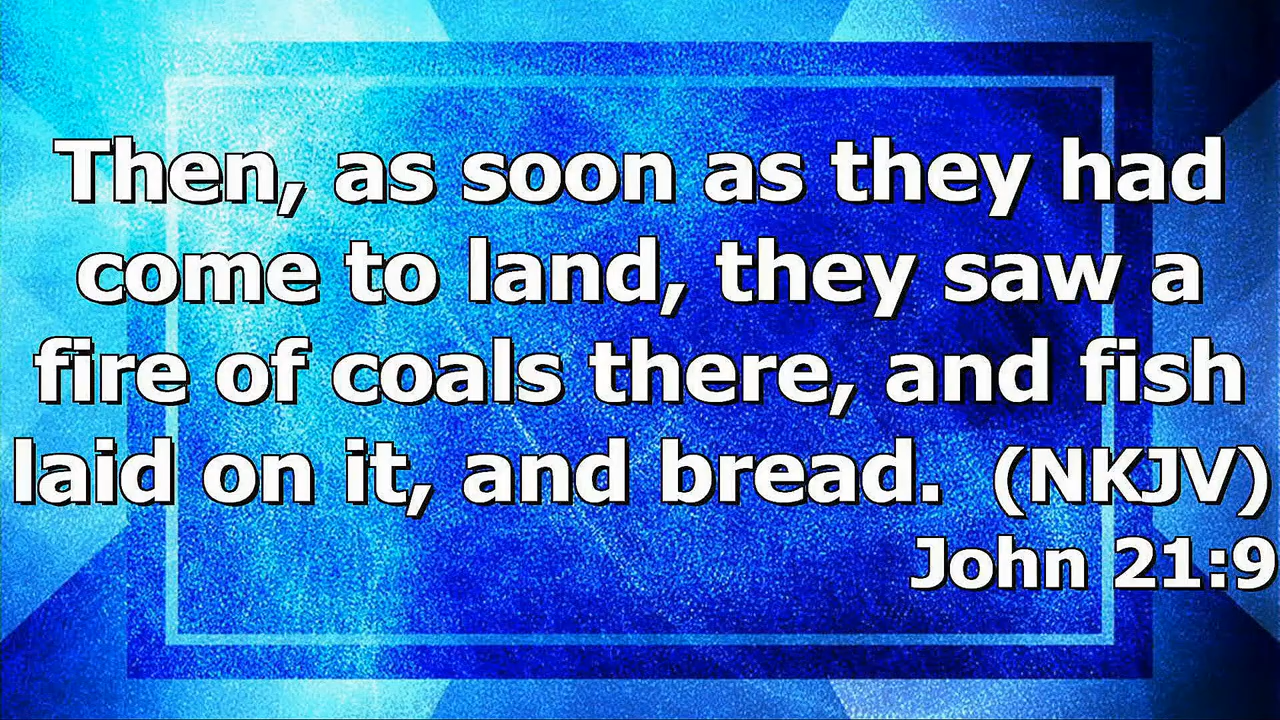 Then, as soon as they had
come to land, they saw a
fire of coals there, and fish
laid on it, and bread. (NKJV)
John 21:9